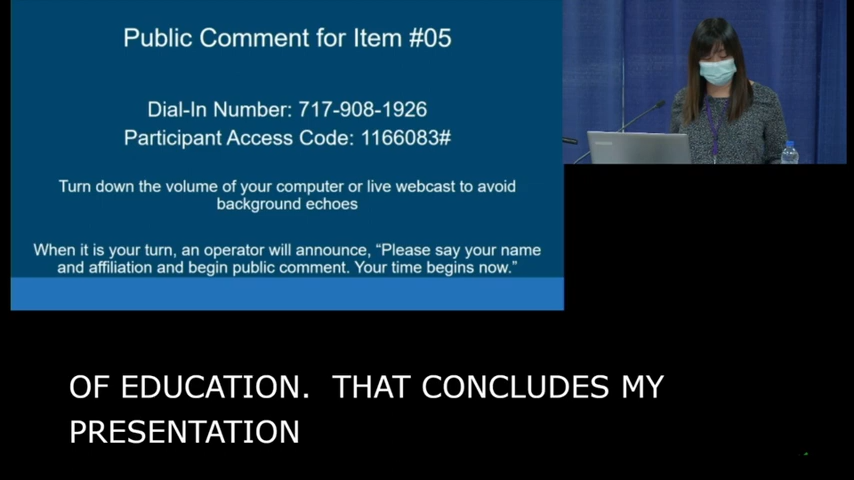 Public Comment for Item #05
Dial-In Number: 717-908-1926
Participant Access Code: 1166083#
Turn down the volume of your computer or live webcast to avoid
background echoes
When it is your turn, an operator will announce, “Please say your name
and affiliation and begin public comment. Your time begins now.”
OF EDUCATION.  THAT CONCLUDES MY
PRESENTATION